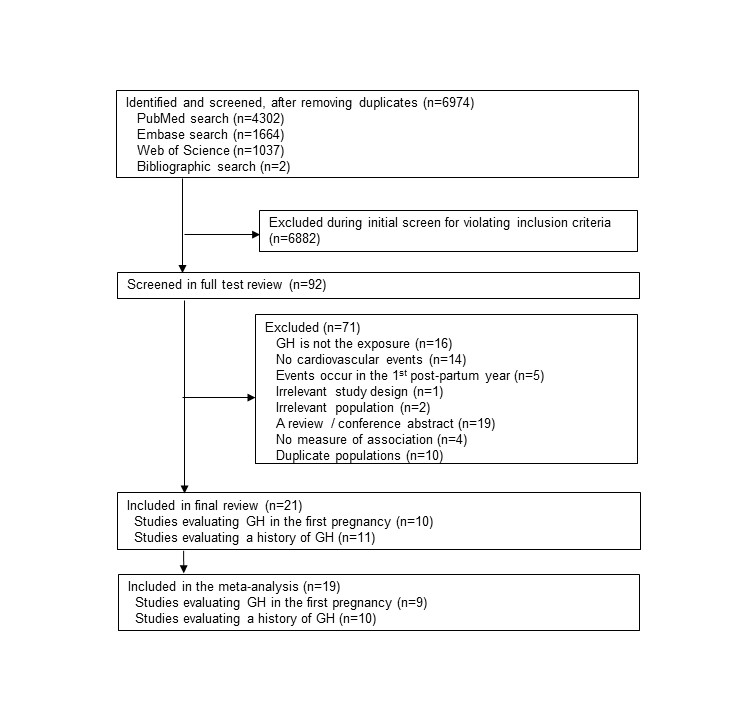 Identified and screened, after removing duplicates (n=6974)
PubMed search (n=4302)
Embase search (n=1664)
Web of Science (n=1037)
Bibliographic search (n=2)
Excluded during initial screen for violating inclusion criteria
(n=6882)
Screened in full test review (n=92)
Excluded (n=71)
GH is not the exposure (n=16)
No cardiovascular events (n=14)
Events occur in the 1st post-partum year (n=5)
Irrelevant study design (n=1)
Irrelevant population (n=2)
A review / conference abstract (n=19)
No measure of association (n=4)
Duplicate populations (n=10)
Included in final review (n=21)
Studies evaluating GH in the first pregnancy (n=10)
Studies evaluating a history of GH (n=11)
Included in the meta-analysis (n=19)
Studies evaluating GH in the first pregnancy (n=9)
Studies evaluating a history of GH (n=10)